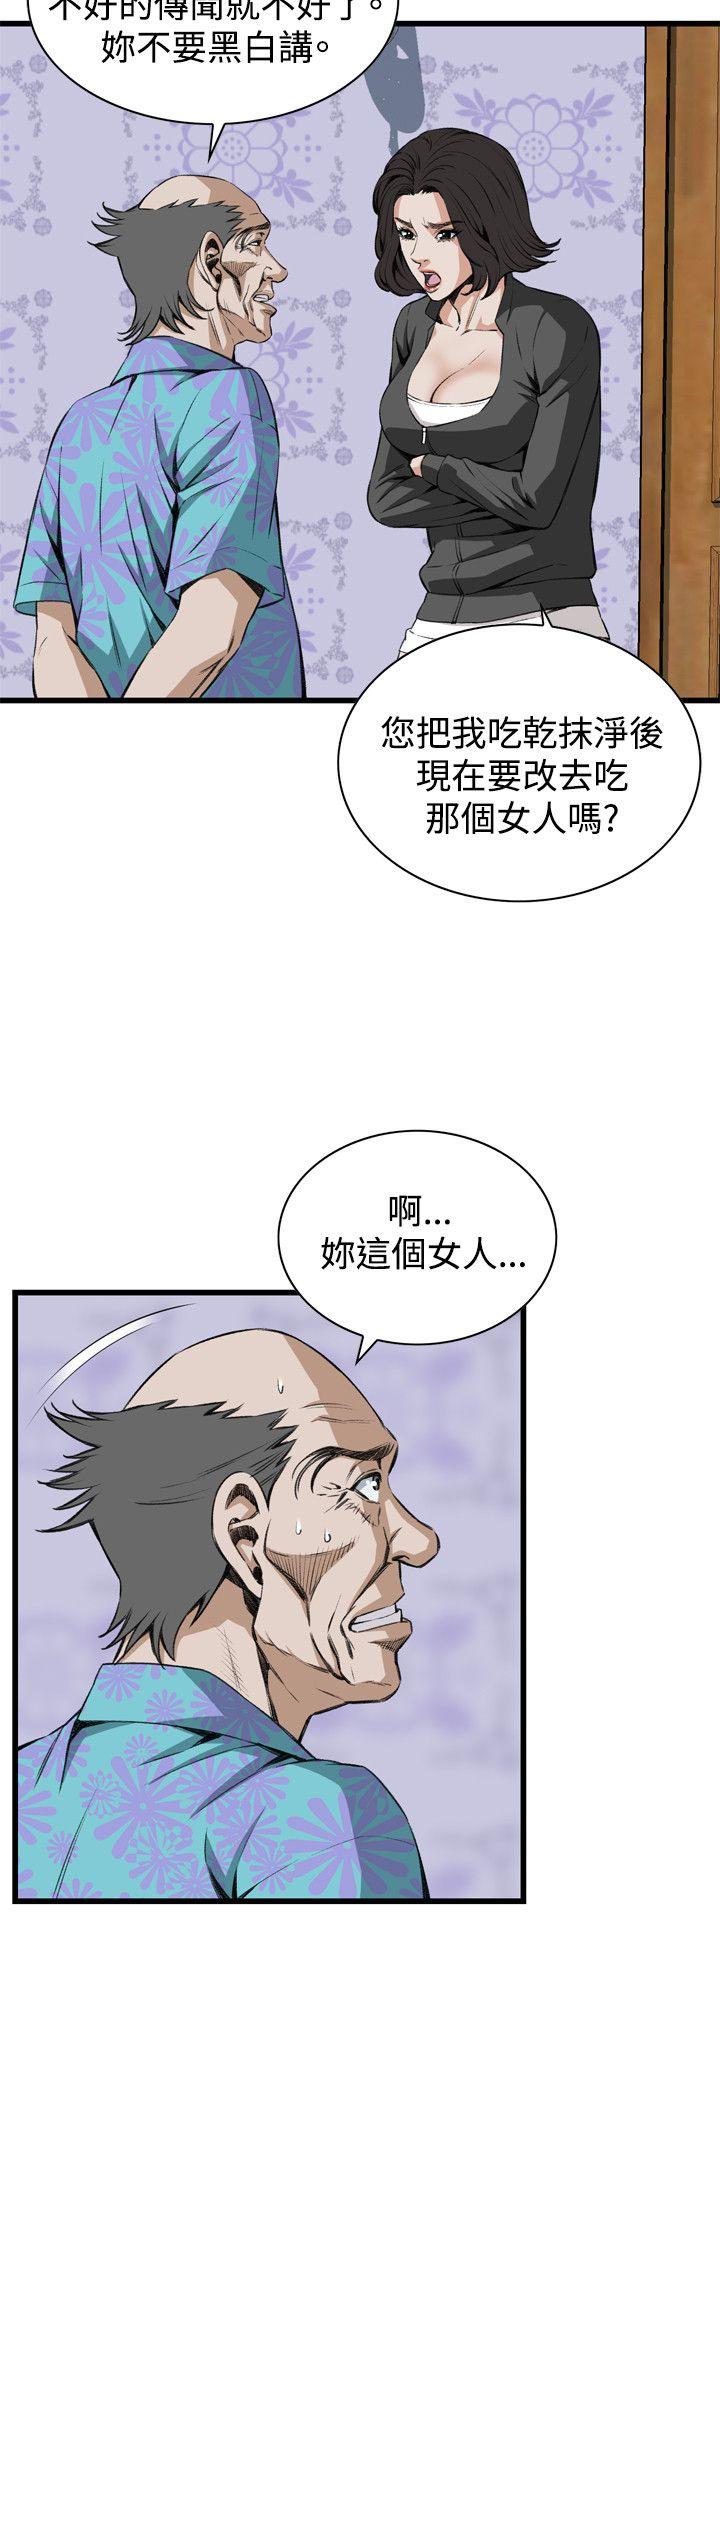 不好的傳聞就不好了。
妳不要黑白講。
您把我吃乾抹淨後
現在要改去吃
那個女人嗎?
啊...
妳這個女人...